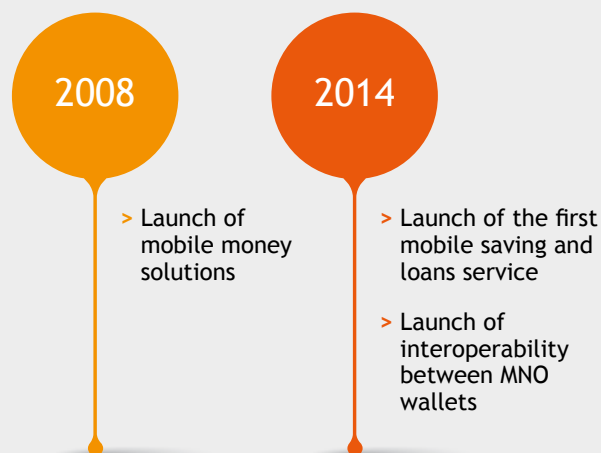 2008
> Launch of
mobile money
solutions
2014
> Launch of the first
mobile saving and
loans service
> Launch of
interoperability
between MNO
wallets